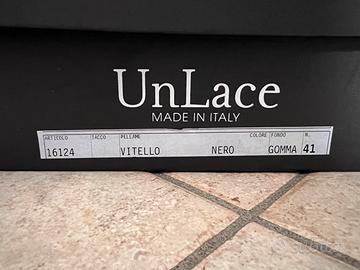 UnLace
MADE IN ITALY
ARTICOLO TACCO PELLAME COLORE FONDO N.
16124 VITELLO NERO GOMMA 41